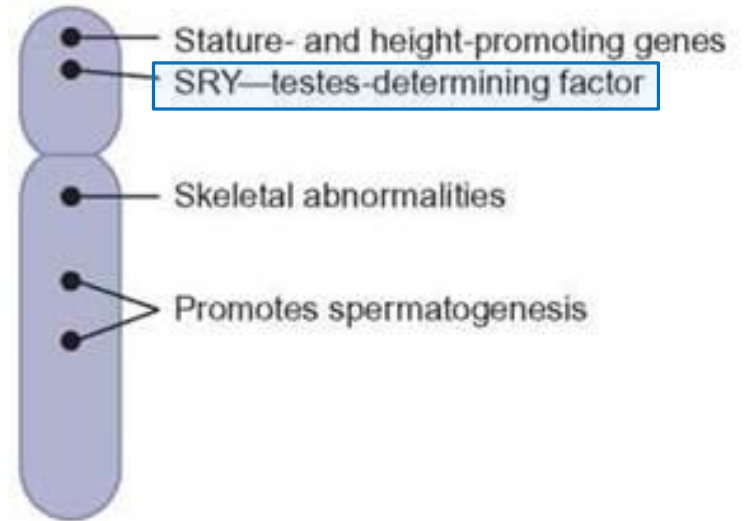 Stature- and height-promoting genes
SRY—testes-determining factor
Skeletal abnormalities
Promotes spermatogenesis